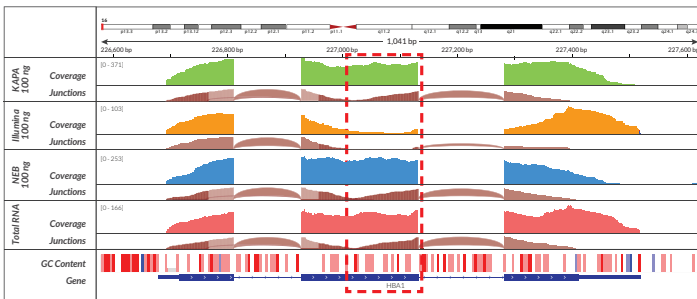 16
p13.3 p13.2 p13.12 p12.3 p12.2 p12.1 p11.2 p11.1 q11.2 q12.1 q12.2 q13 q21 q22.1 q22.2 q23.1 q24.1
1,041 bp
226,600 bp 226,800 bp 227,000 bp 227,200 bp 227,400 bp 227,600 bp
KAPA
100 ng
Coverage
[0 - 371]
Junctions
Illumina
100 ng
Coverage
[0 - 103]
Junctions
NEB
100 ng
Coverage
[0 - 253]
Junctions
Total RNA
Coverage
[0 - 166]
Junctions
GC Content
Gene
HBA1